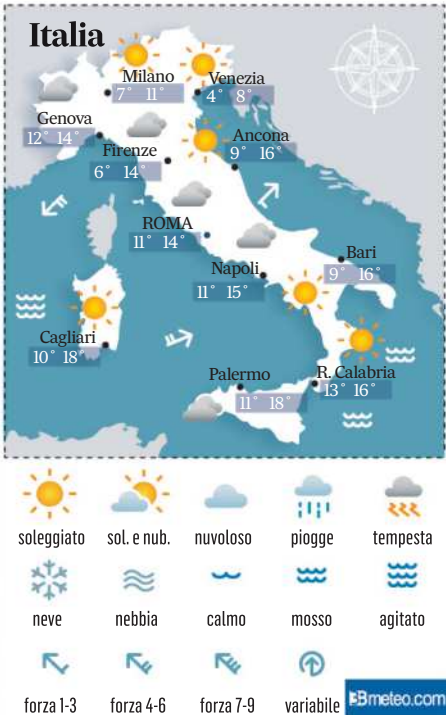 Italia
Milano
7° 11°
Venezia
4° 8°
Genova
12° 14°
Firenze
6° 14°
Ancona
9° 16°
ROMA
11° 14°
Napoli
11° 15°
Bari
9° 16°
Cagliari
10° 18
Palermo
11° 18°
R. Calabria
13° 16°
soleggiato sol. e nub. nuvoloso piogge tempesta
neve nebbia calmo mosso agitato
forza 1-3 forza 4-6 forza 7-9 variabile
3Bmeteo.com